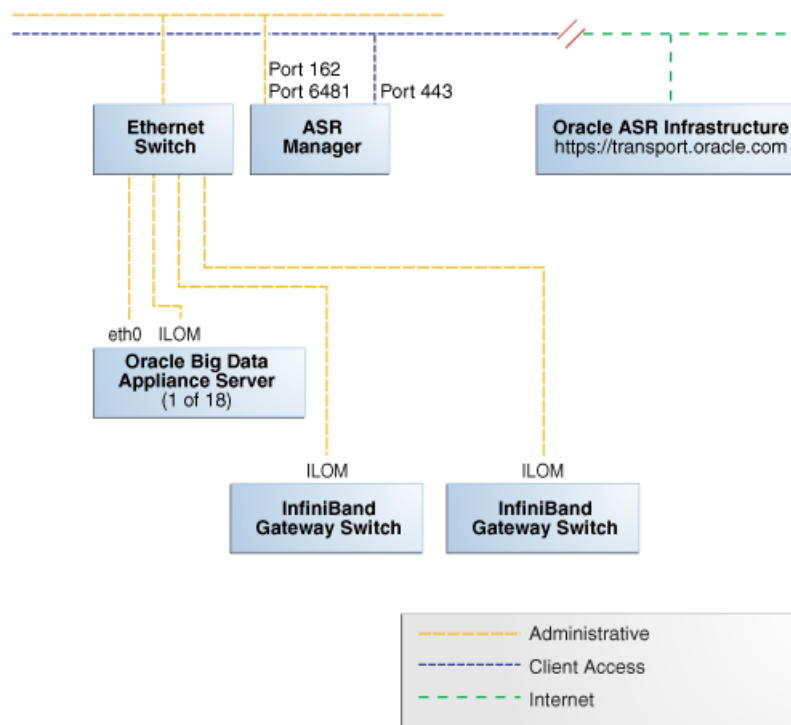 Port 162
Port 6481
Port 443
Ethernet
Switch
ASR
Manager
Oracle ASR Infrastructure
https://transport.oracle.com
eth0
ILOM
Oracle Big Data
Appliance Server
(1 of 18)
ILOM
ILOM
InfiniBand
Gateway Switch
InfiniBand
Gateway Switch
Administrative
Client Access
Internet